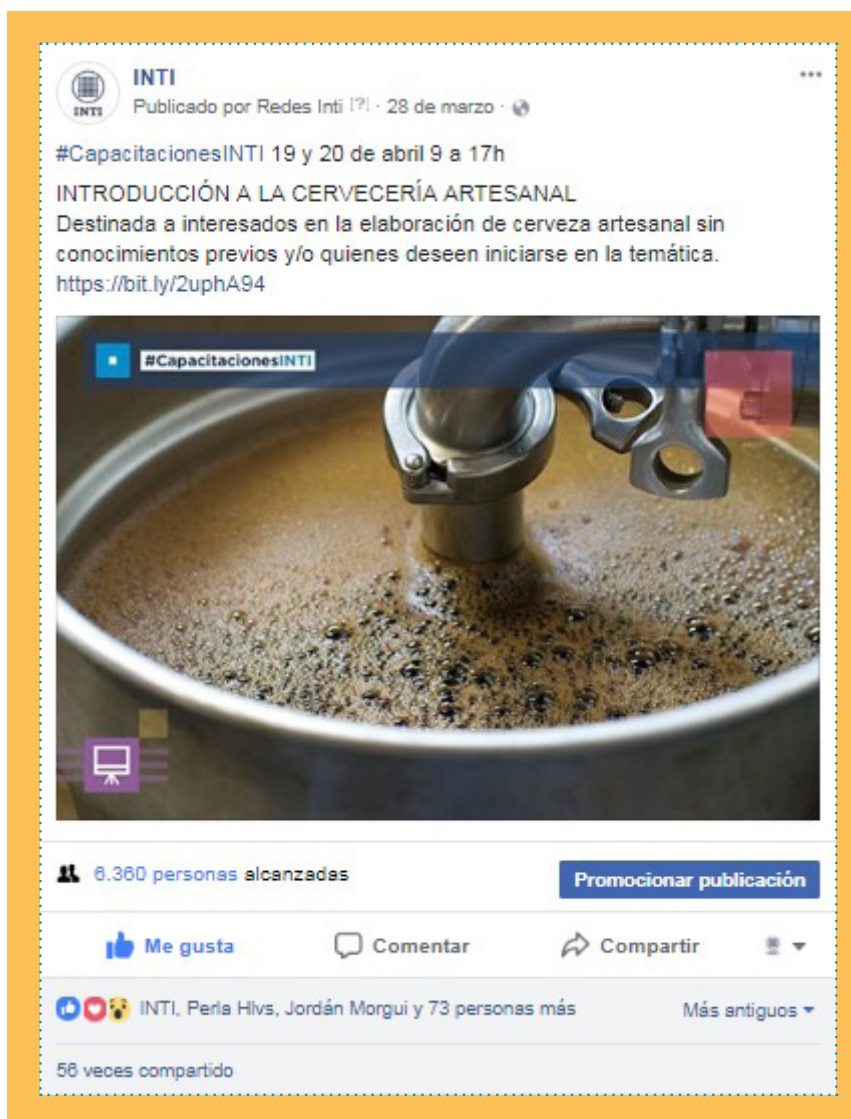 INTI
Publicado por Redes Inti [?] · 28 de marzo ·
INTI
#CapacitacionesINTI 19 y 20 de abril 9 a 17h
INTRODUCCIÓN A LA CERVECERÍA ARTESANAL
Destinada a interesados en la elaboración de cerveza artesanal sin
conocimientos previos y/o quienes deseen iniciarse en la temática.
https://bit.ly/2uphA94
#CapacitacionesINTI
6.360 personas alcanzadas
Promocionar publicación
Me gusta
Comentar
Compartir
INTI, Perla Hlvs, Jordán Morgui y 73 personas más
Más antiguos
56 veces compartido